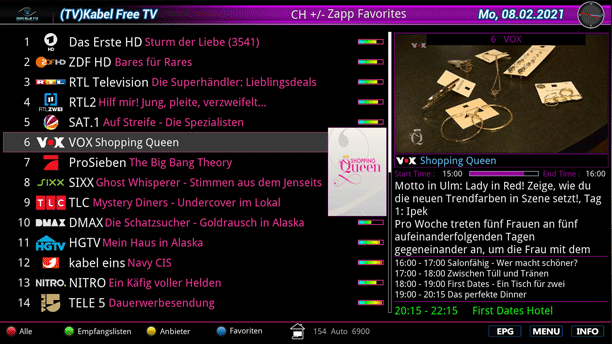 (TV)Kabel Free TV
CH +/- Zapp Favorites
Mo, 08.02.2021
1 Das Erste HD Sturm der Liebe (3541)
2 ZDF HD Bares für Rares
3 RTL RTL Television Die Superhändler: Lieblingsdeals
4 RTLZWEI RTL2 Hilf mir! Jung, pleite, verzweifelt...
5 SAT.1 Auf Streife - Die Spezialisten
6 VOX VOX Shopping Queen
7 ProSieben The Big Bang Theory
8 sixx SIXX Ghost Whisperer - Stimmen aus dem Jenseits
9 TLC TLC Mystery Diners - Undercover im Lokal
10 DMAX DMAX Die Schatzsucher - Goldrausch in Alaska
11 HGTV HGTV Mein Haus in Alaska
12 kabel eins Navy CIS
13 NITRO. NITRO Ein Käfig voller Helden
14 TELE 5 Dauerwerbesendung
SHOPPING
Queen
VOX
6 VOX
VOX Shopping Queen
Start Time : 15:00 End Time : 16:00
Motto in Ulm: Lady in Red! Zeige, wie du
die neuen Trendfarben in Szene setzt!, Tag
1: Ipek
Pro Woche treten fünf Frauen an fünf
aufeinanderfolgenden Tagen
gegeneinander an, um die Frau mit dem
16:00 - 17:00 Salonfähig - Wer macht schöner?
17:00 - 18:00 Zwischen Tüll und Tränen
18:00 - 19:00 First Dates - Ein Tisch für zwei
19:00 - 20:15 Das perfekte Dinner
20:15 - 22:15 First Dates Hotel
Alle
Empfangslisten
Anbieter
Favoriten
154 Auto 6900
EPG
MENU
INFO